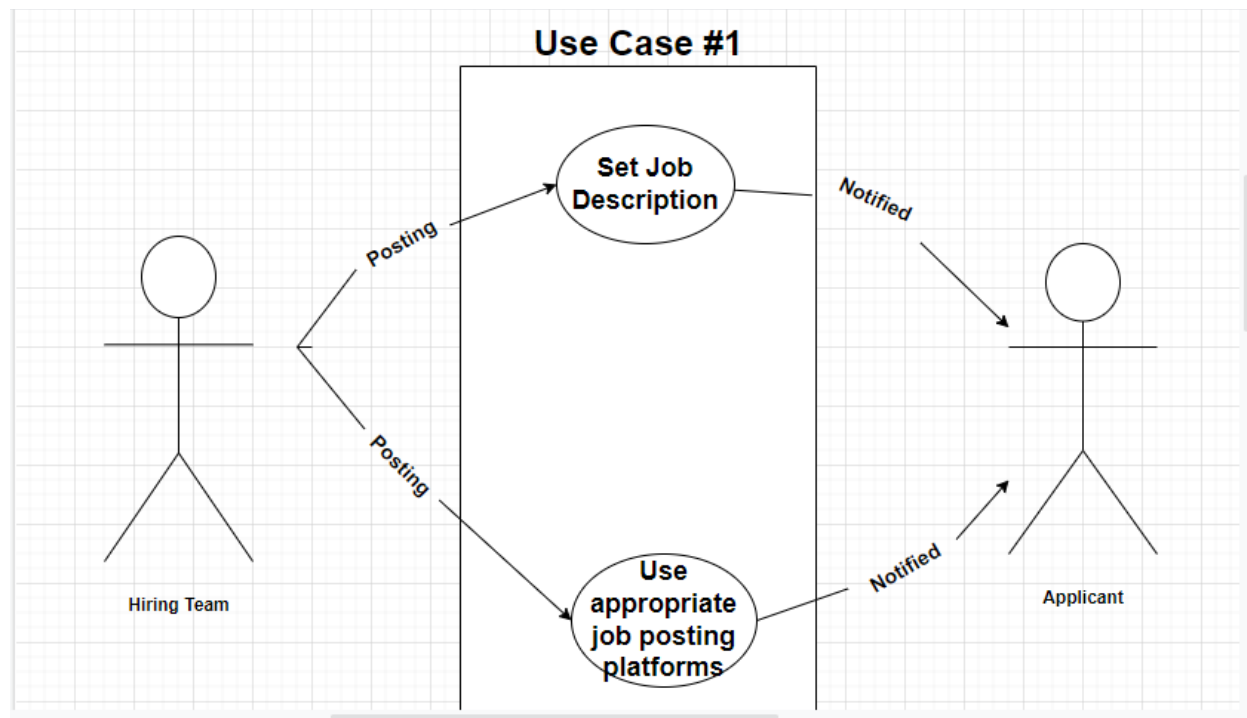 Use Case #1
Set Job
Description
Notified
Posting
Posting
Use
appropriate
job posting
platforms
Notified
Hiring Team
Applicant